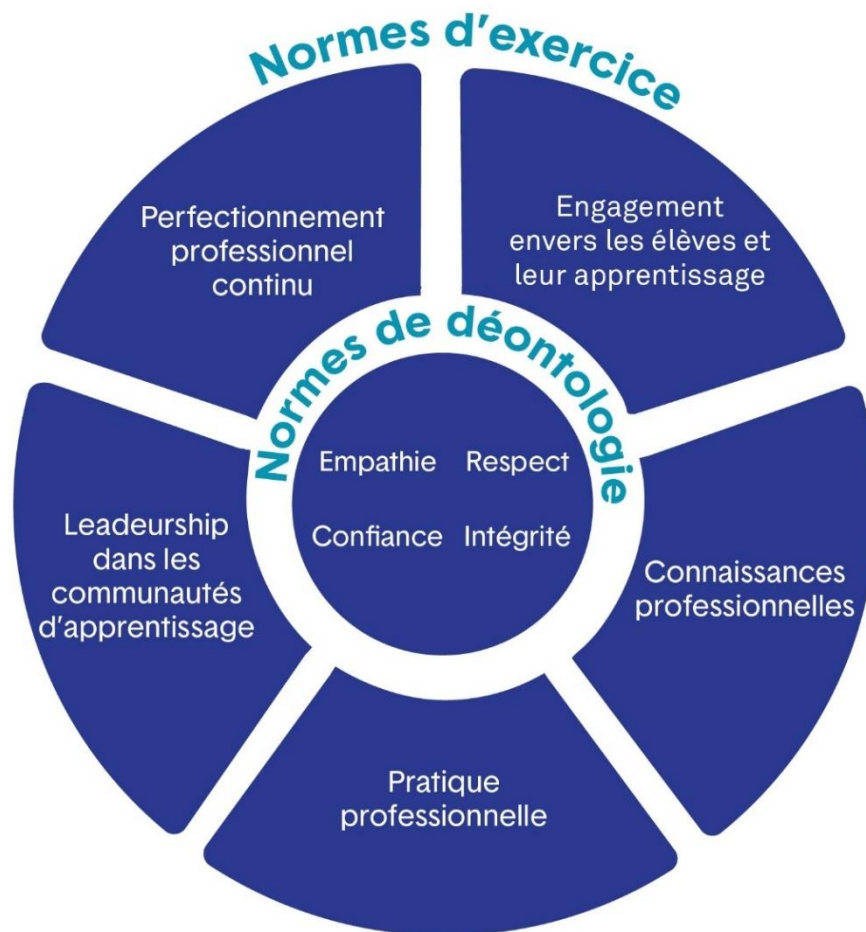 Normes d'exercice
Perfectionnement
professionnel
continu
Engagement
envers les élèves et
leur apprentissage
Normes de déontologie
Empathie Respect
Confiance Intégrité
Leadeurship
dans les
communautés
d'apprentissage
Connaissances
professionnelles
Pratique
professionnelle